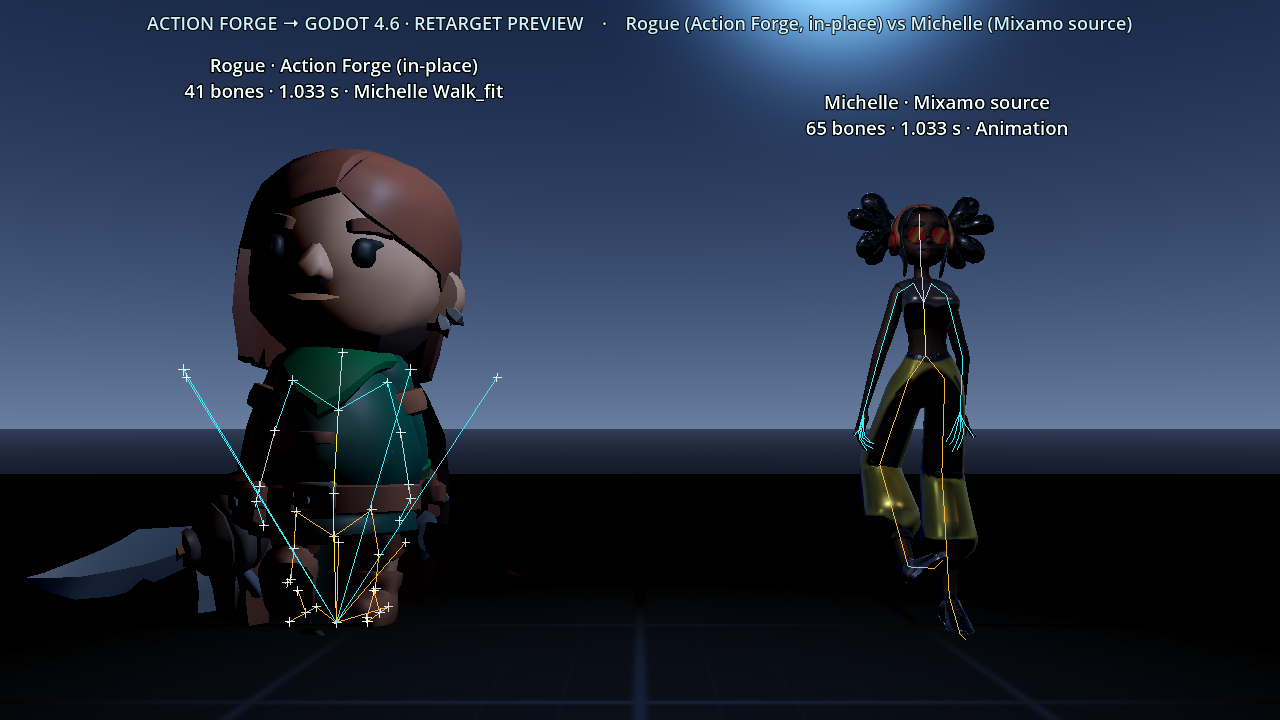 ACTION FORGE → GODOT 4.6 · RETARGET PREVIEW · Rogue (Action Forge, in-place) vs Michelle (Mixamo source)
Rogue · Action Forge (in-place)
41 bones · 1.033 s · Michelle Walk_fit
Michelle · Mixamo source
65 bones · 1.033 s · Animation